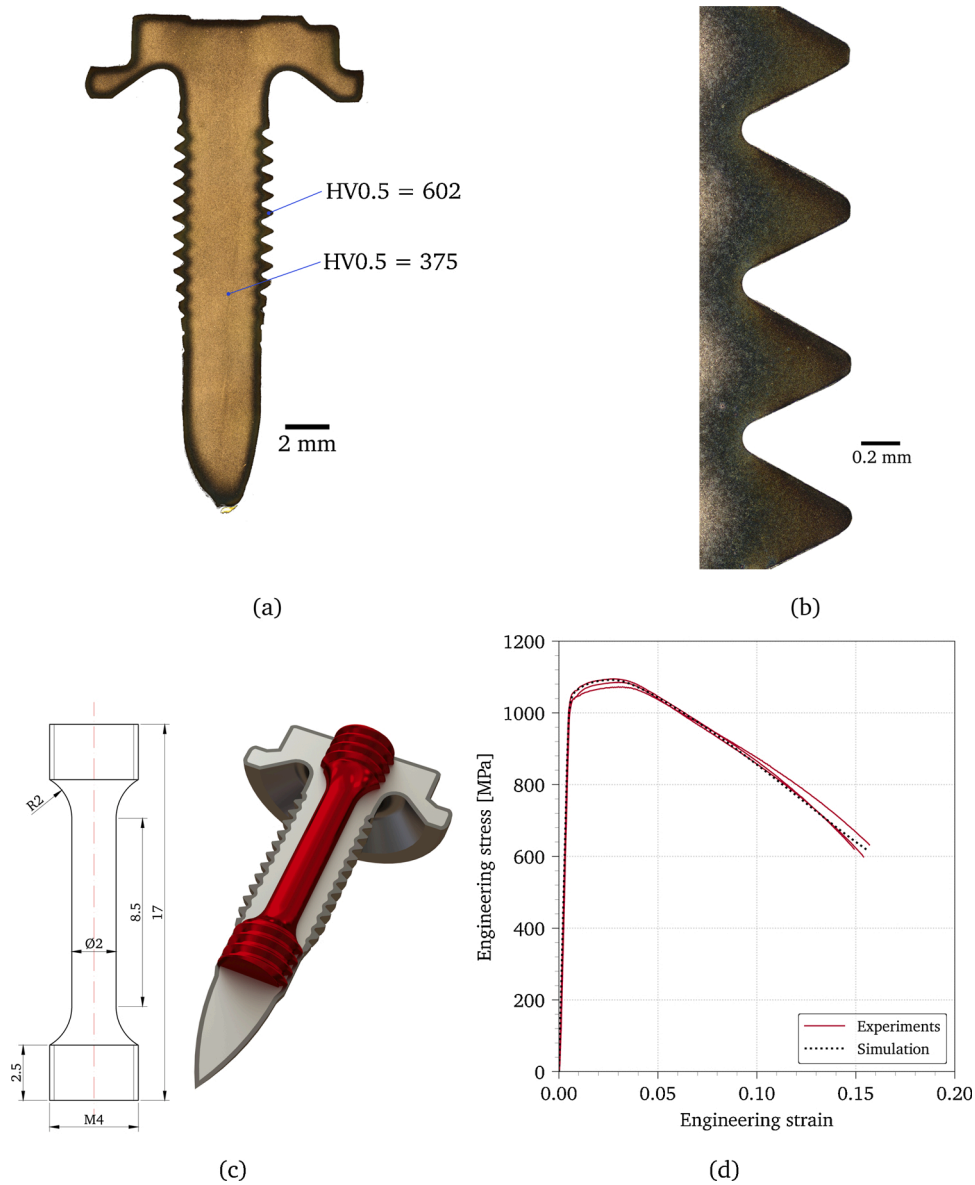 HV0.5 = 602
HV0.5 = 375
2 mm
(a)
0.2 mm
(b)
R2
Ø2
8.5
17
2.5
M4
(c)
1200
1000
800
600
400
200
0
Engineering stress [MPa]
0.00
0.05
0.10
0.15
0.20
Engineering strain
Experiments
Simulation
(d)